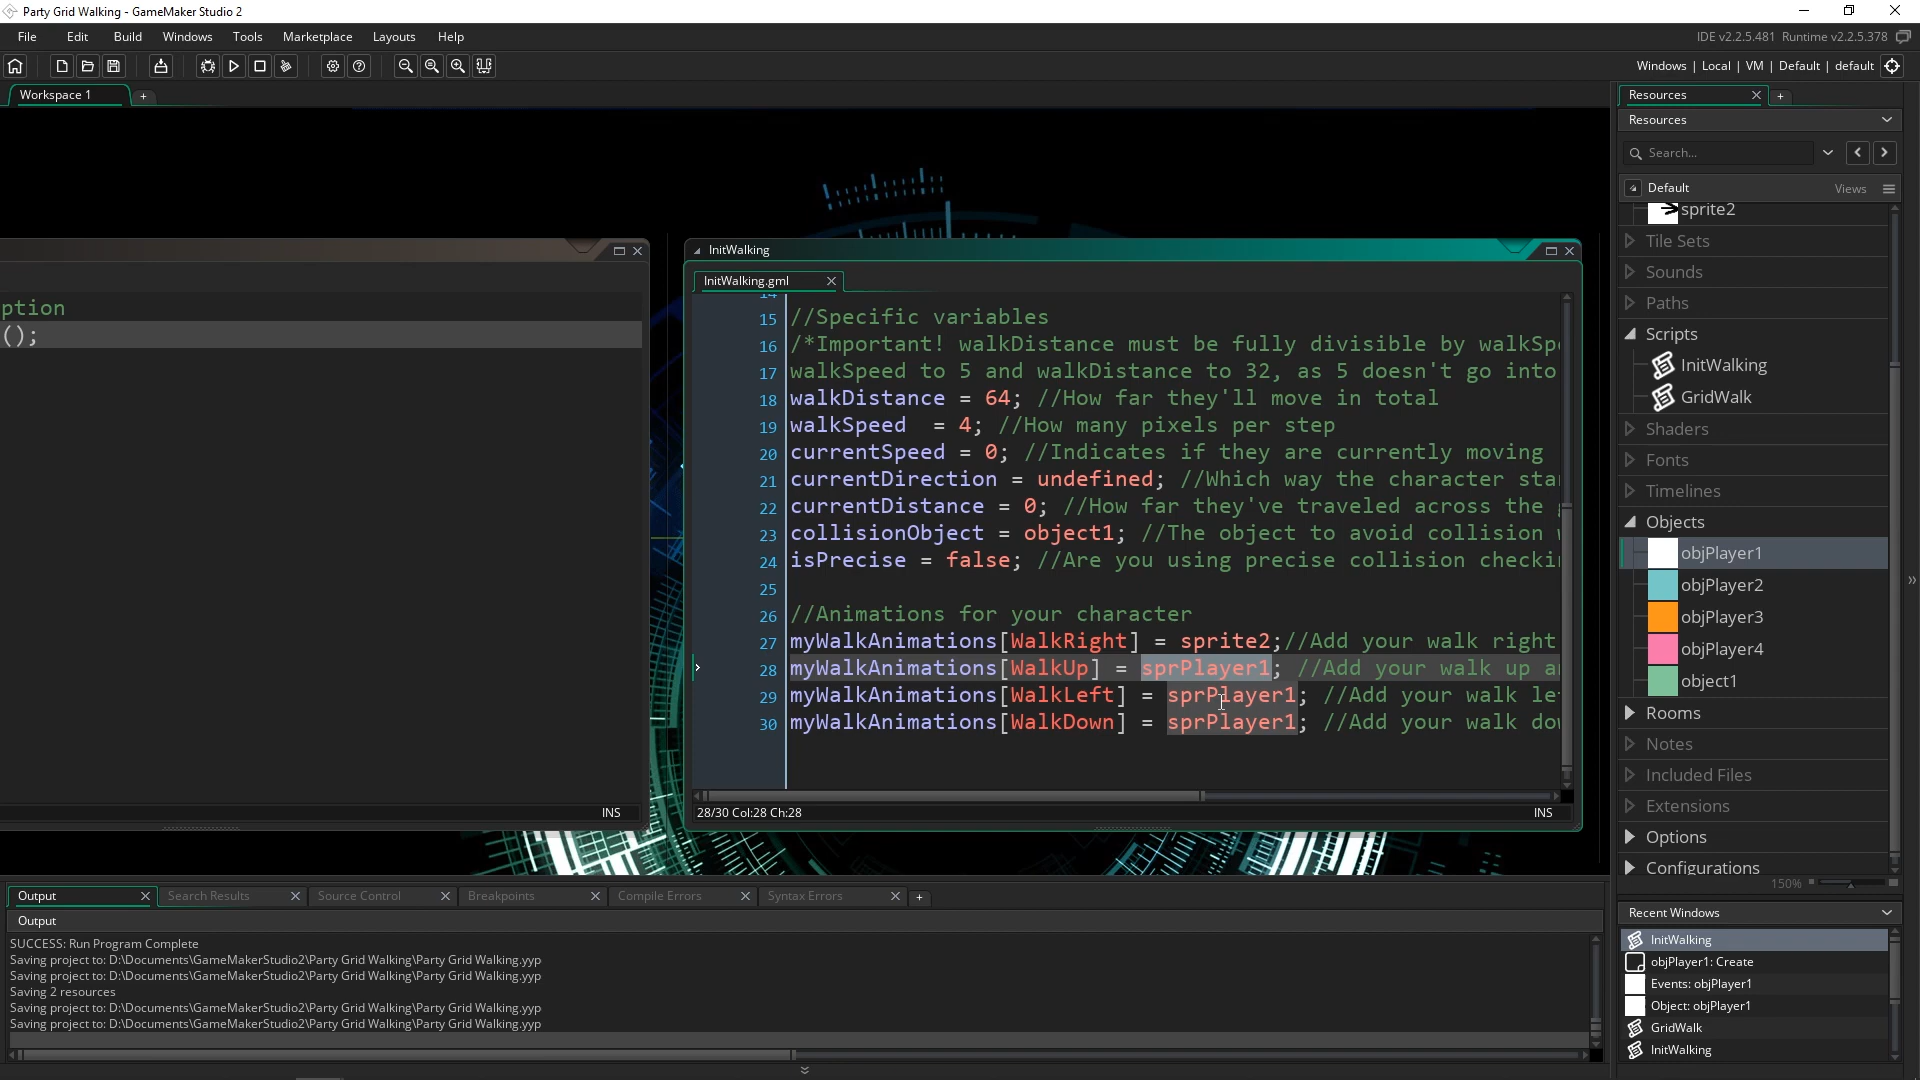 Party Grid Walking - GameMaker Studio 2
File Edit Build Windows Tools Marketplace Layouts Help
IDE v2.2.5.481 Runtime v2.2.5.378
Windows | Local | VM | Default | default
Workspace 1
ption
();
INS
InitWalking
InitWalking.gml
14
15 //Specific variables
16 /*Important! walkDistance must be fully divisible by walkSp
17 walkSpeed to 5 and walkDistance to 32, as 5 doesn't go into
18 walkDistance = 64; //How far they'll move in total
19 walkSpeed  = 4; //How many pixels per step
20 currentSpeed = 0; //Indicates if they are currently moving
21 currentDirection = undefined; //Which way the character sta
22 currentDistance = 0; //How far they've traveled across the
23 collisionObject = object1; //The object to avoid collision
24 isPrecise = false; //Are you using precise collision checki
25
26 //Animations for your character
27 myWalkAnimations[WalkRight] = sprite2;//Add your walk right
28 myWalkAnimations[WalkUp] = sprPlayer1; //Add your walk up a
29 myWalkAnimations[WalkLeft] = sprPlayer1; //Add your walk le
30 myWalkAnimations[WalkDown] = sprPlayer1; //Add your walk do
28/30 Col:28 Ch:28
INS
Resources
Resources
Search...
Default Views
sprite2
Tile Sets
Sounds
Paths
Scripts
InitWalking
GridWalk
Shaders
Fonts
Timelines
Objects
objPlayer1
objPlayer2
objPlayer3
objPlayer4
object1
Rooms
Notes
Included Files
Extensions
Options
Configurations
150%
Recent Windows
InitWalking
objPlayer1: Create
Events: objPlayer1
Object: objPlayer1
GridWalk
InitWalking
Output Search Results Source Control Breakpoints Compile Errors Syntax Errors
Output
SUCCESS: Run Program Complete
Saving project to: D:\Documents\GameMakerStudio2\Party Grid Walking\Party Grid Walking.yyp
Saving project to: D:\Documents\GameMakerStudio2\Party Grid Walking\Party Grid Walking.yyp
Saving 2 resources
Saving project to: D:\Documents\GameMakerStudio2\Party Grid Walking\Party Grid Walking.yyp
Saving project to: D:\Documents\GameMakerStudio2\Party Grid Walking\Party Grid Walking.yyp